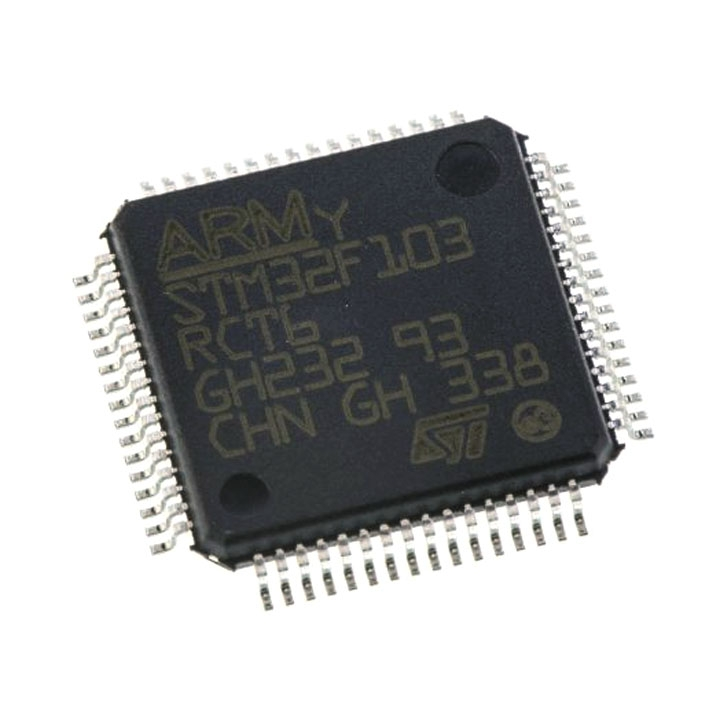 ARM Y
STM32F103
RCT6
GH232 93
CHN GH 338
ST